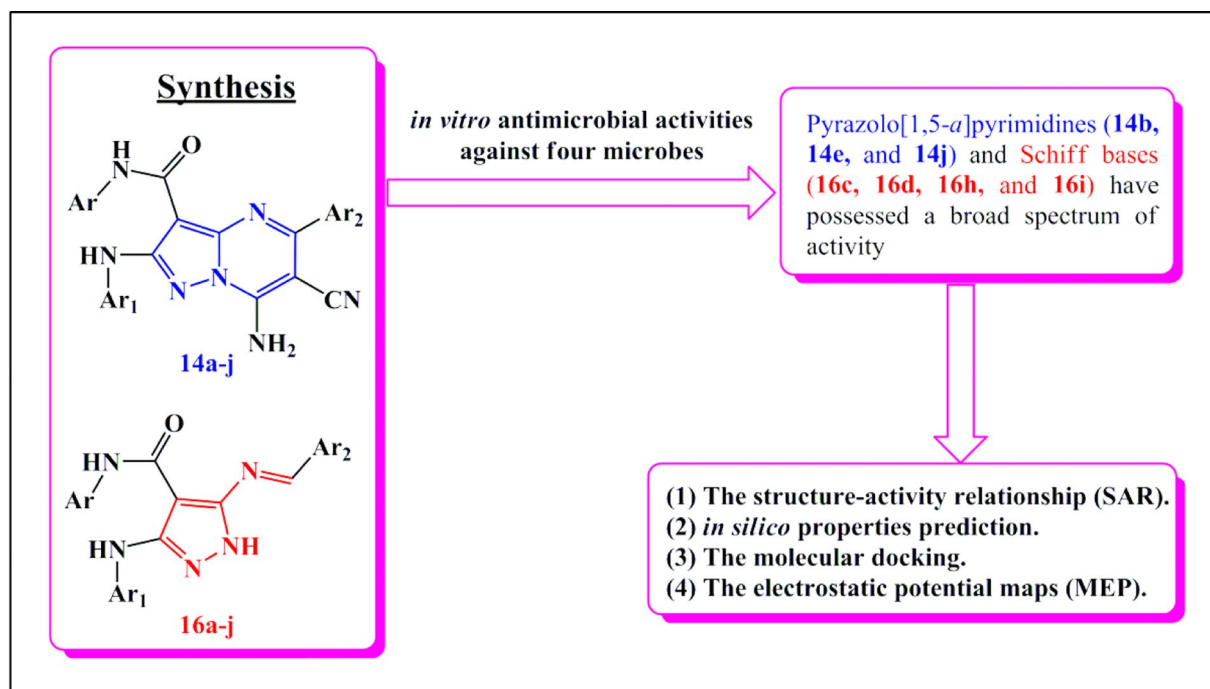 Synthesis
H
N
O
Ar
HN
Ar1
N
N
N
Ar2
CN
NH2
14a-j
O
HN
Ar
HN
Ar1
N
Ar2
NH
N
16a-j
in vitro antimicrobial activities
against four microbes
Pyrazolo[1,5-a]pyrimidines (14b,
14e, and 14j) and Schiff bases
(16c, 16d, 16h, and 16i) have
possessed a broad spectrum of
activity
(1) The structure-activity relationship (SAR).
(2) in silico properties prediction.
(3) The molecular docking.
(4) The electrostatic potential maps (MEP).